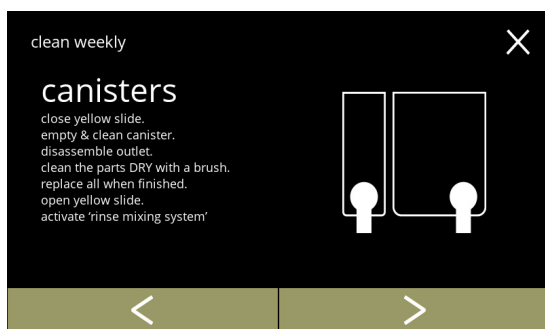 clean weekly
canisters
close yellow slide.
empty & clean canister.
disassemble outlet.
clean the parts DRY with a brush.
replace all when finished.
open yellow slide.
activate ‘rinse mixing system’